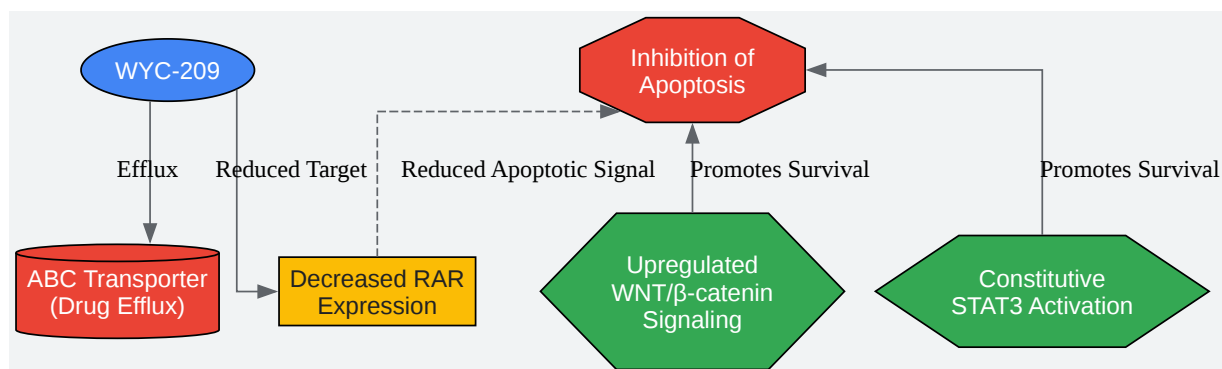 WYC-209
Inhibition of
Apoptosis
Efflux
Reduced Target
Reduced Apoptotic Signal
Promotes Survival
Promotes Survival
ABC Transporter
(Drug Efflux)
Decreased RAR
Expression
Upregulated
WNT/β-catenin
Signaling
Constitutive
STAT3 Activation